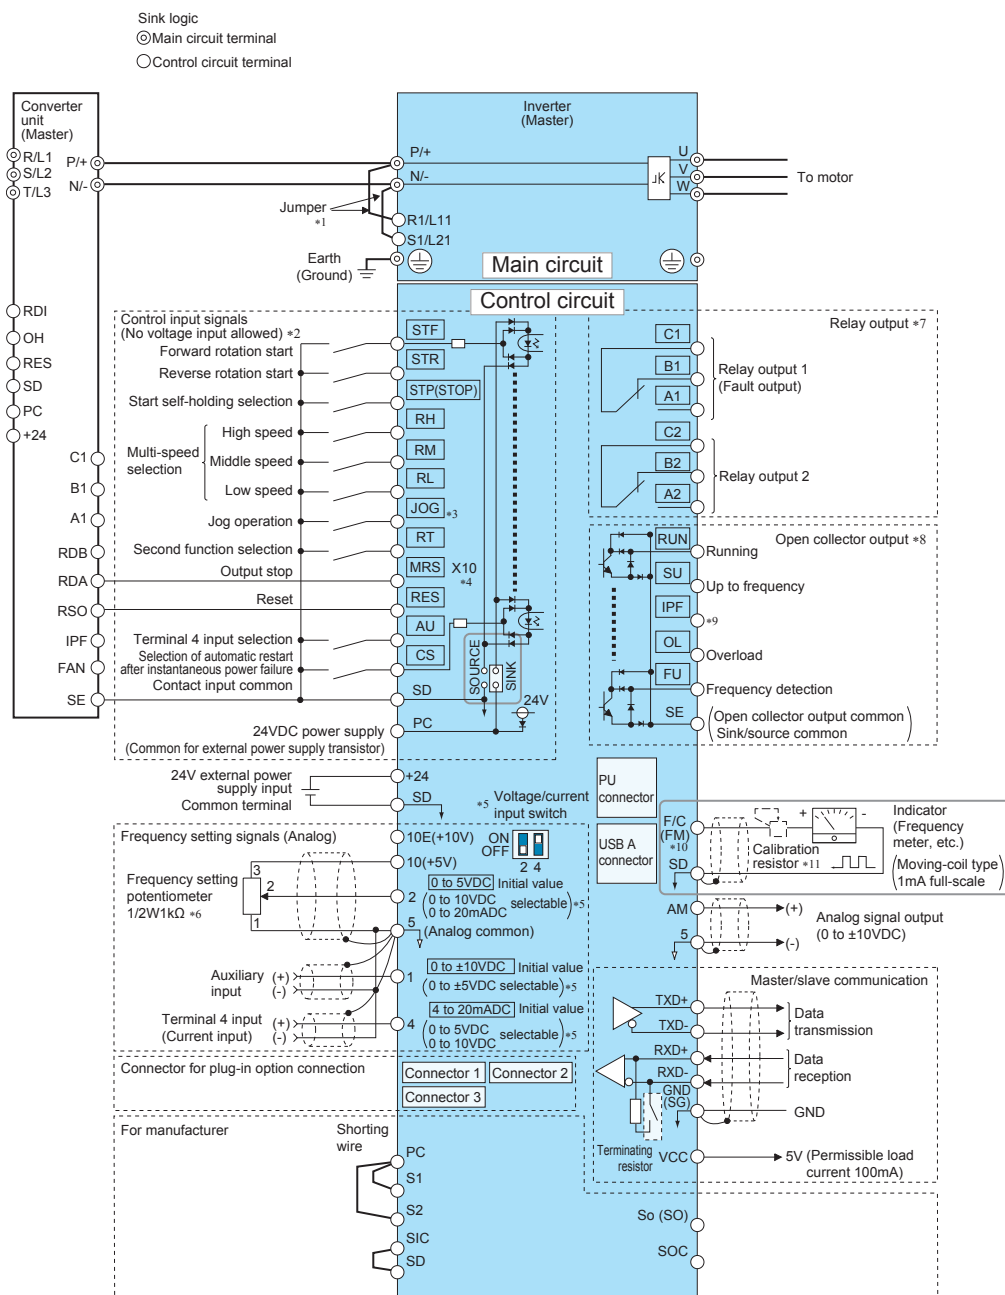 Sink logic
Main circuit terminal
Control circuit terminal
Converter
unit
(Master)
R/L1
S/L2
T/L3
P/+
N/-
Inverter
(Master)
P/+
N/-
U
V
W
To motor
Jumper
*1
R1/L11
S1/L21
Earth
(Ground)
Main circuit
Control circuit
RDI
OH
RES
SD
PC
+24
C1
B1
A1
RDB
RDA
RSO
IPF
FAN
SE
Control input signals
(No voltage input allowed) *2
Forward rotation start
Reverse rotation start
Start self-holding selection
Multi-speed
selection
High speed
Middle speed
Low speed
Jog operation
Second function selection
Output stop
Reset
Terminal 4 input selection
Selection of automatic restart
after instantaneous power failure
Contact input common
24VDC power supply
(Common for external power supply transistor)
STF
STR
STP(STOP)
RH
RM
RL
JOG *3
RT
MRS X10
*4
RES
AU
CS
SD
PC
SOURCE
SINK
24V
Relay output *7
C1
B1
A1
Relay output 1
(Fault output)
C2
B2
A2
Relay output 2
Open collector output *8
RUN
Running
SU
Up to frequency
IPF
*9
OL
Overload
FU
Frequency detection
SE
(Open collector output common
Sink/source common)
24V external power
supply input
Common terminal
+24
SD
*5 Voltage/current
input switch
ON
OFF
2 4
PU
connector
USB A
connector
F/C
(FM)
*10
SD
+ -
Calibration
resistor *11
Indicator
(Frequency
meter, etc.)
(Moving-coil type
1mA full-scale)
AM
5
(+)
(-)
Analog signal output
(0 to ±10VDC)
Frequency setting signals (Analog)
Frequency setting
potentiometer
1/2W1kΩ *6
3
2
1
10E(+10V)
10(+5V)
2
0 to 5VDC Initial value
(0 to 10VDC
0 to 20mADC selectable) *5
5
(Analog common)
Auxiliary
input
(+)
(-)
1
0 to ±10VDC Initial value
(0 to ±5VDC selectable) *5
Terminal 4 input
(Current input)
(+)
(-)
4
4 to 20mADC Initial value
(0 to 5VDC
0 to 10VDC selectable) *5
Master/slave communication
TXD+
TXD-
Data
transmission
RXD+
RXD-
Data
reception
GND
(SG)
GND
Terminating
resistor
VCC
5V (Permissible load
current 100mA)
Connector for plug-in option connection
Connector 1
Connector 2
Connector 3
For manufacturer
Shorting
wire
PC
S1
S2
SIC
SD
So (SO)
SOC